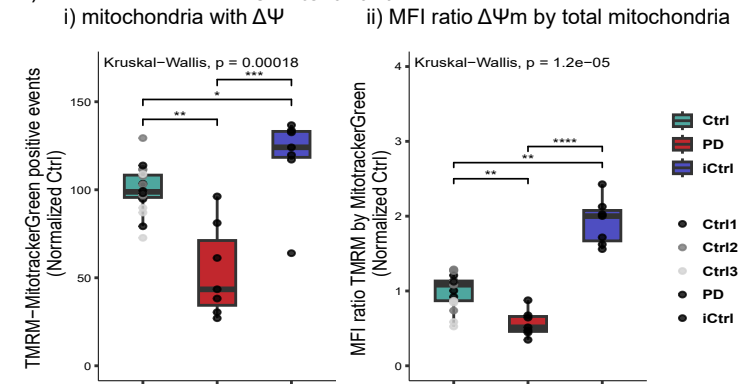 i) mitochondria with ΔΨ
ii) MFI ratio ΔΨm by total mitochondria
TMRM−MitotrackerGreen positive events
(Normalized Ctrl)
Kruskal−Wallis, p = 0.00018
***
*
**
150
100
50
0
MFI ratio TMRM by MitotrackerGreen
(Normalized Ctrl)
Kruskal−Wallis, p = 1.2e−05
****
**
**
4
3
2
1
0
Ctrl
PD
iCtrl
Ctrl1
Ctrl2
Ctrl3
PD
iCtrl